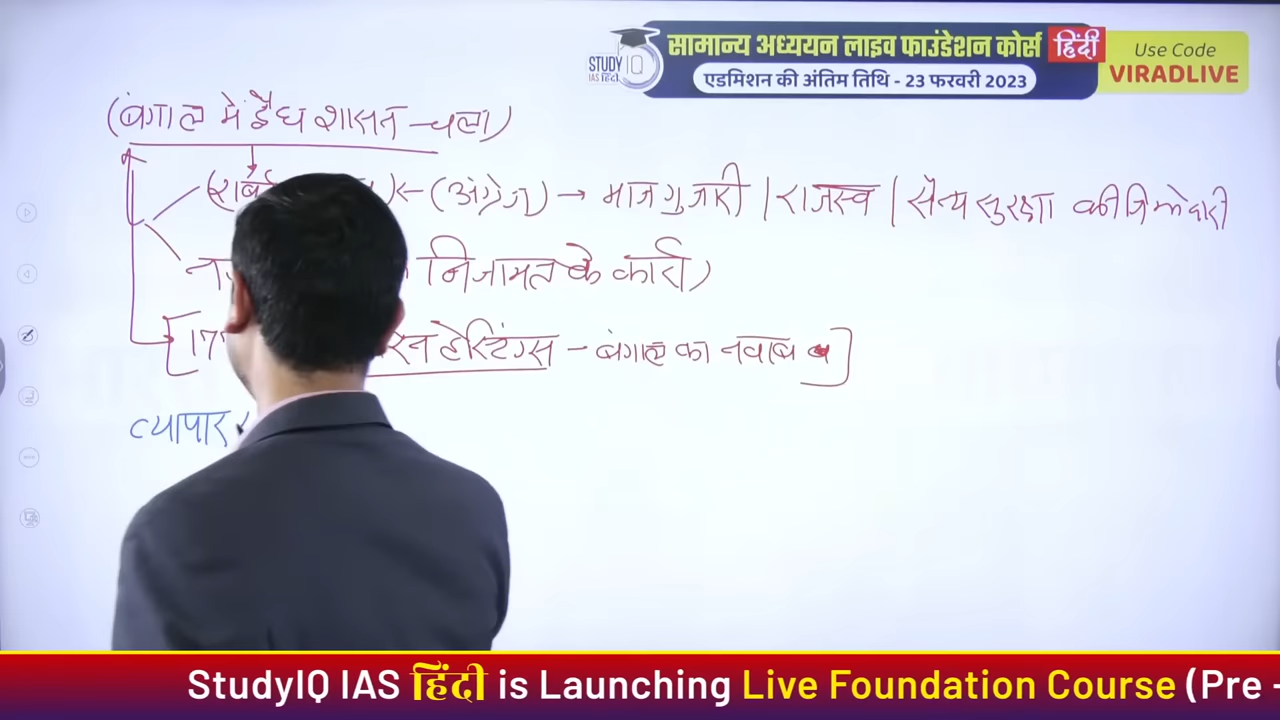 STUDY IQ
IAS हिंदी
सामान्य अध्ययन लाइव फाउंडेशन कोर्स हिंदी
एडमिशन की अंतिम तिथि - 23 फरवरी 2023
Use Code
VIRADLIVE
(बंगाल में द्वैध शासन - चला)
(अंग्रेज) → मालगुजारी | राजस्व | सैन्य सुरक्षा की जिम्मेदारी
निजामत के कार्य)
हेस्टिंग्स - बंगाल का नवाब
व्यापार
StudyIQ IAS हिंदी is Launching Live Foundation Course (Pre -